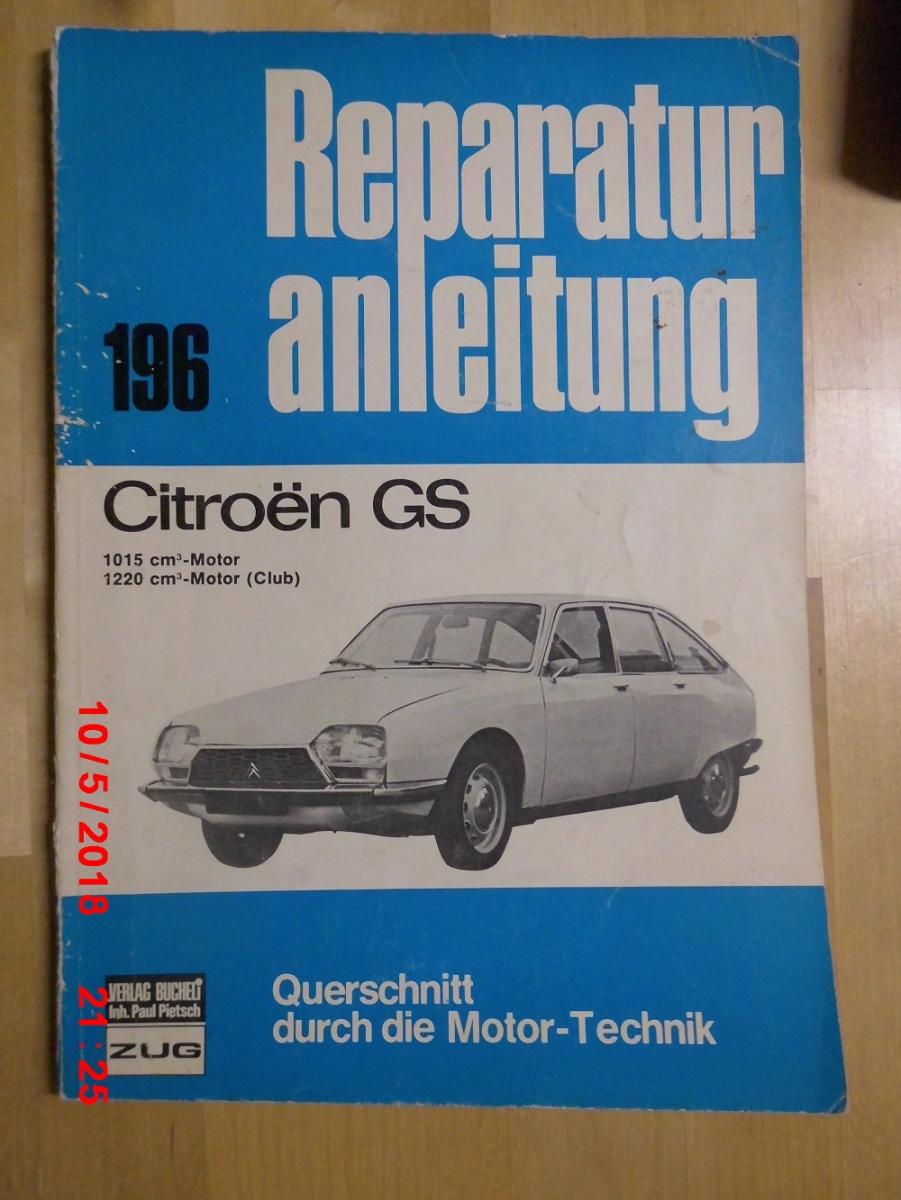 Reparatur
anleitung
196
Citroën GS
1015 cm³-Motor
1220 cm³-Motor (Club)
10/5/2018
21:25
VERLAG BUCHELI
Inh. Paul Pietsch
ZUG
Querschnitt
durch die Motor-Technik